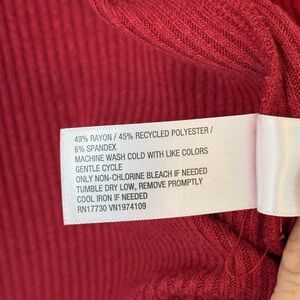 49% RAYON / 45% RECYCLED POLYESTER /
6% SPANDEX
MACHINE WASH COLD WITH LIKE COLORS
GENTLE CYCLE
ONLY NON-CHLORINE BLEACH IF NEEDED
TUMBLE DRY LOW, REMOVE PROMPTLY
COOL IRON IF NEEDED
RN17730 VN1974109